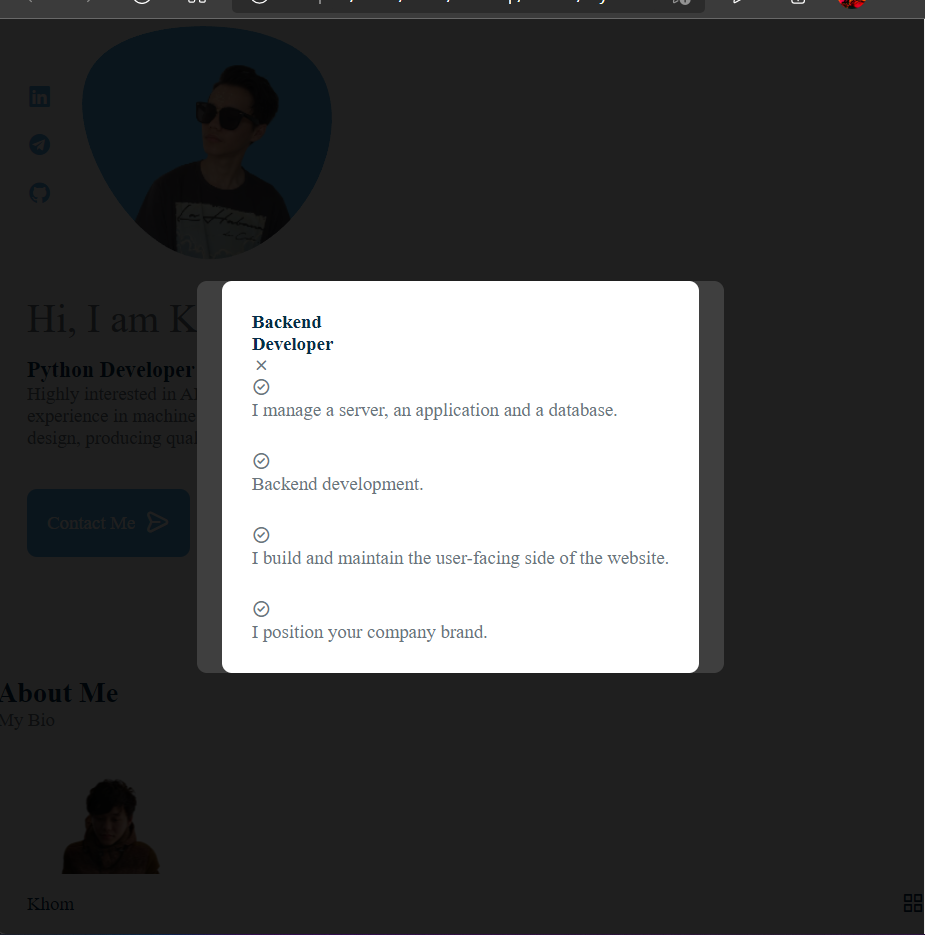 Hi, I am K
Python Developer
Highly interested in A
experience in machine
design, producing qual
Contact Me
Backend
Developer
I manage a server, an application and a database.
Backend development.
I build and maintain the user-facing side of the website.
I position your company brand.
About Me
My Bio
Khom